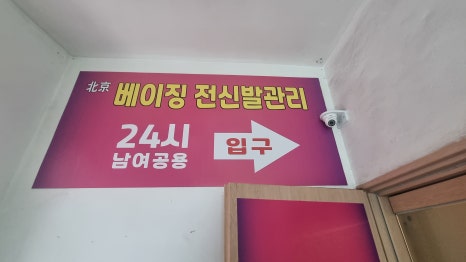 北京 베이징 전신발관리
24시
남여공용
입구